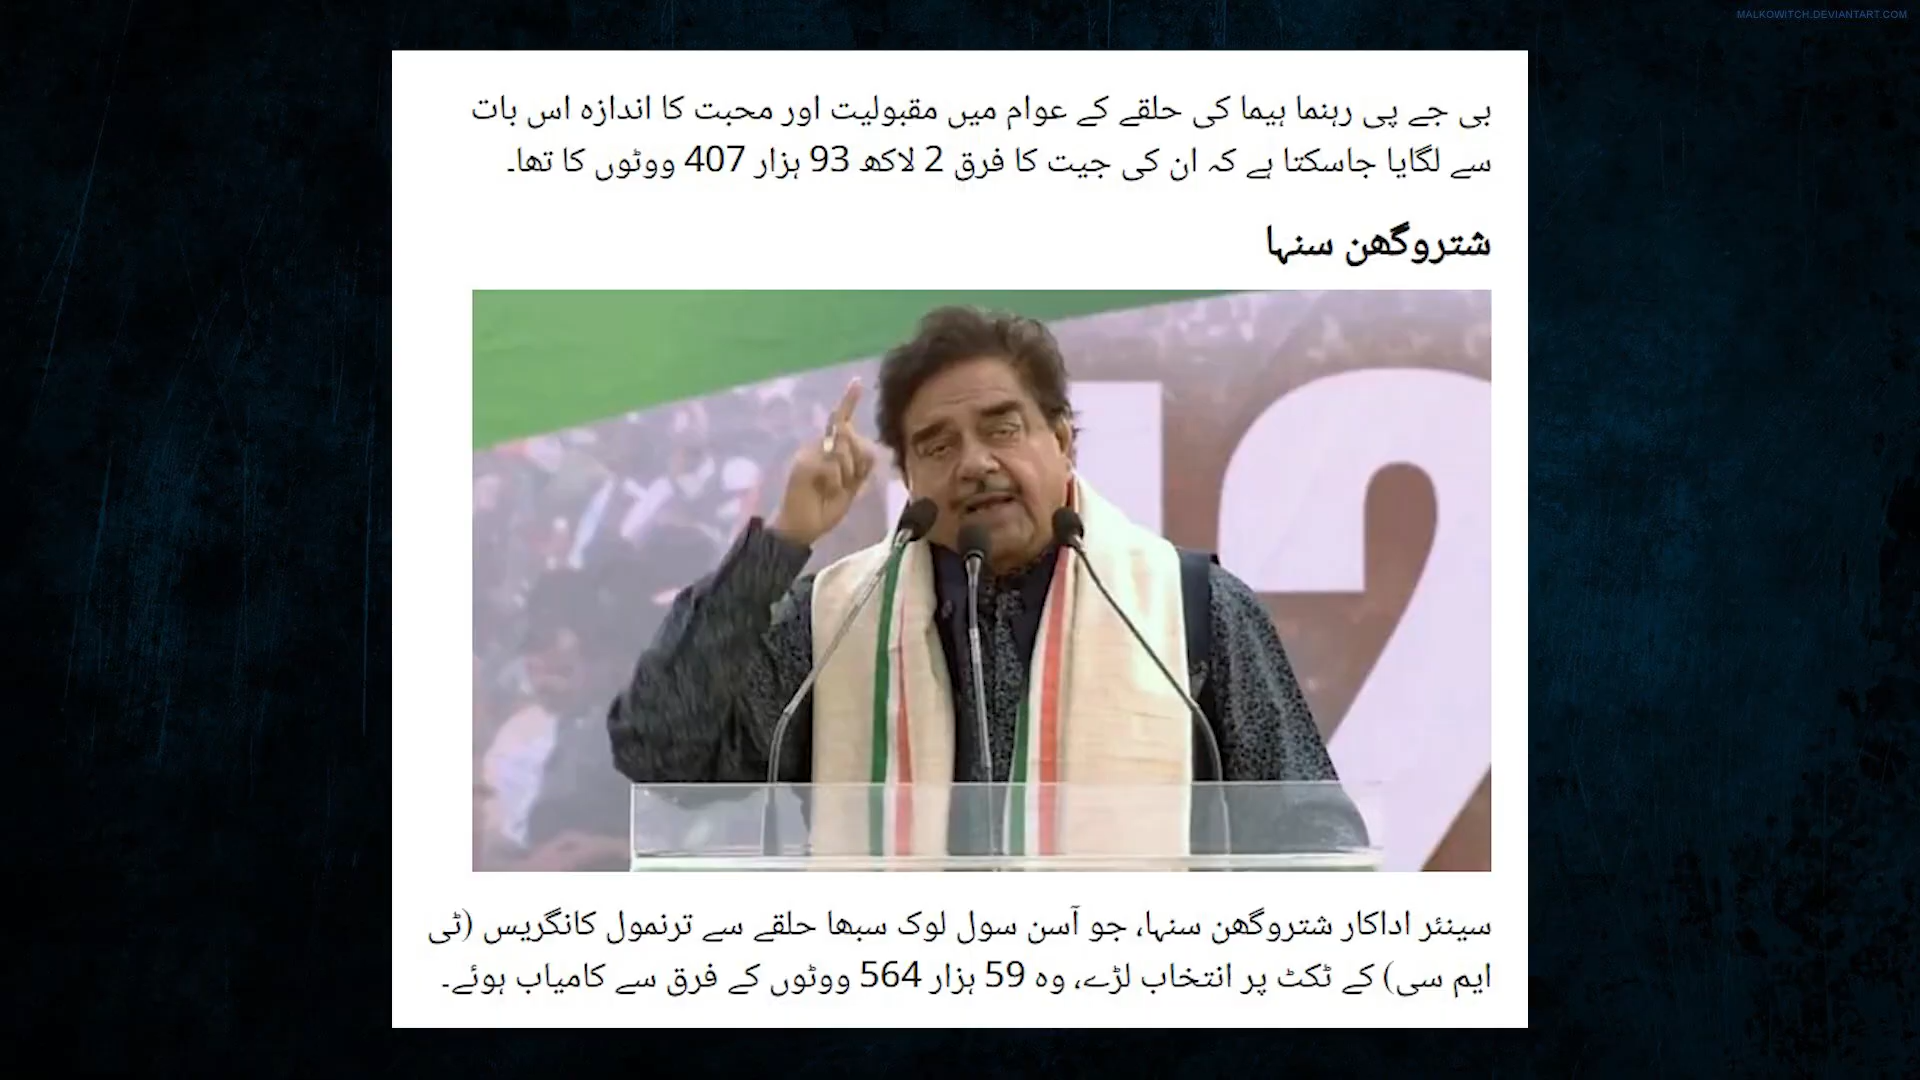 MALKOWITCH.DEVIANTART.COM
بی جے پی رہنما ہیما کی حلقے کے عوام میں مقبولیت اور محبت کا اندازہ اس بات
سے لگایا جاسکتا ہے کہ ان کی جیت کا فرق 2 لاکھ 93 ہزار 407 ووٹوں کا تھا۔
شتروگھن سنہا
12
سینئر اداکار شتروگھن سنہا، جو آسن سول لوک سبھا حلقے سے ترنمول کانگریس (ٹی
ایم سی) کے ٹکٹ پر انتخاب لڑے، وہ 59 ہزار 564 ووٹوں کے فرق سے کامیاب ہوئے۔